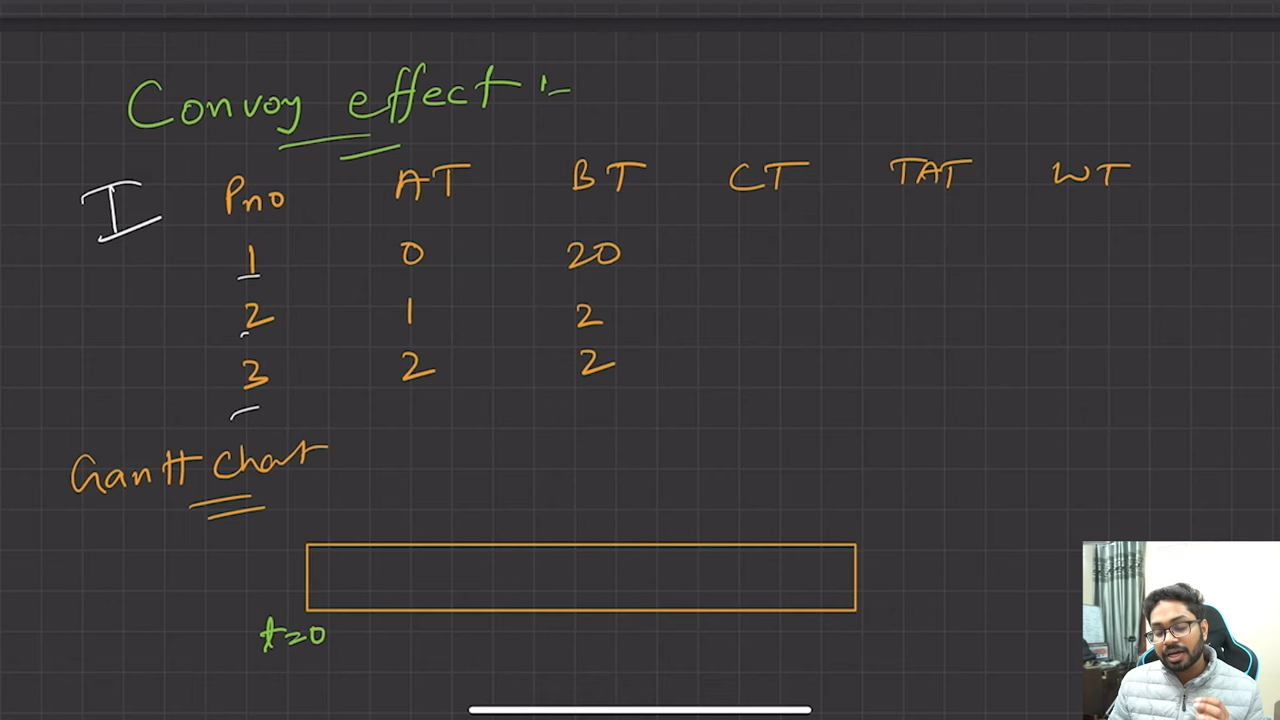 Convoy effect :-
I Pno AT BT CT TAT WT
1 0 20
2 1 2
3 2 2
Gantt Chart
t=0